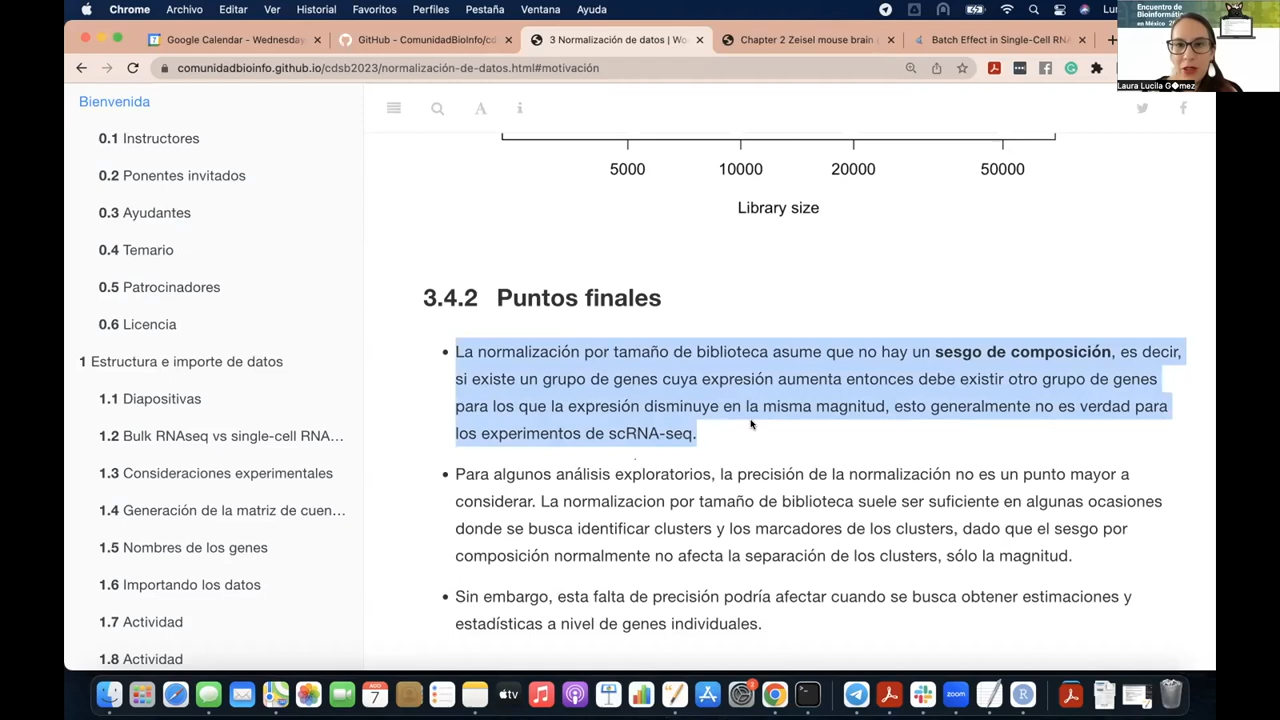 Chrome Archivo Editar Ver Historial Favoritos Perfiles Pestaña Ventana Ayuda
Encuentro de
Bioinformátic
en México
Google Calendar - Wednesday,
GitHub - ComunidadBioInfo/cd
3 Normalización de datos | Wo
Chapter 2 Zeisel mouse brain
Batch Effect in Single-Cell RN
comunidadbioinfo.github.io/cdsb2023/normalización-de-datos.html#motivación
Laura Lucila G�mez
Bienvenida
0.1 Instructores
0.2 Ponentes invitados
0.3 Ayudantes
0.4 Temario
0.5 Patrocinadores
0.6 Licencia
1 Estructura e importe de datos
1.1 Diapositivas
1.2 Bulk RNAseq vs single-cell RNA...
1.3 Consideraciones experimentales
1.4 Generación de la matriz de cuen...
1.5 Nombres de los genes
1.6 Importando los datos
1.7 Actividad
1.8 Actividad
5000 10000 20000 50000
Library size
3.4.2 Puntos finales
• La normalización por tamaño de biblioteca asume que no hay un sesgo de composición, es decir,
si existe un grupo de genes cuya expresión aumenta entonces debe existir otro grupo de genes
para los que la expresión disminuye en la misma magnitud, esto generalmente no es verdad para
los experimentos de scRNA-seq.
• Para algunos análisis exploratorios, la precisión de la normalización no es un punto mayor a
considerar. La normalizacion por tamaño de biblioteca suele ser suficiente en algunas ocasiones
donde se busca identificar clusters y los marcadores de los clusters, dado que el sesgo por
composición normalmente no afecta la separación de los clusters, sólo la magnitud.
• Sin embargo, esta falta de precisión podría afectar cuando se busca obtener estimaciones y
estadísticas a nivel de genes individuales.
AGO
7
tv
zoom
R